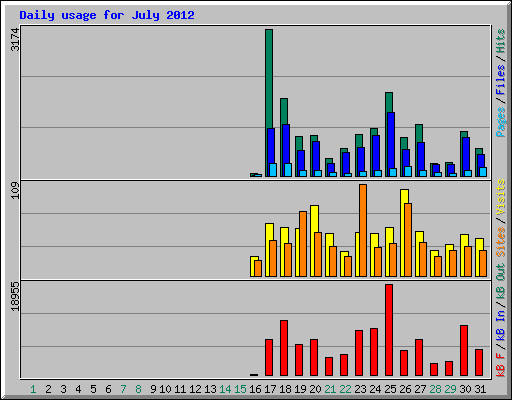 Daily usage for July 2012
3174
Pages/Files/Hits
109
Sites/Visits
18955
kB F/kB In/kB Out
1 2 3 4 5 6 7 8 9 10 11 12 13 14 15 16 17 18 19 20 21 22 23 24 25 26 27 28 29 30 31